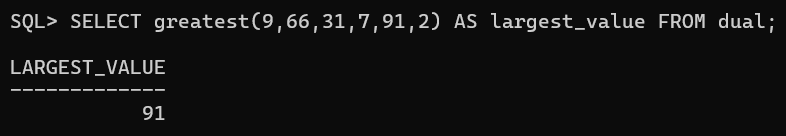 SQL> SELECT greatest(9,66,31,7,91,2) AS largest_value FROM dual;
LARGEST_VALUE
-------------
91